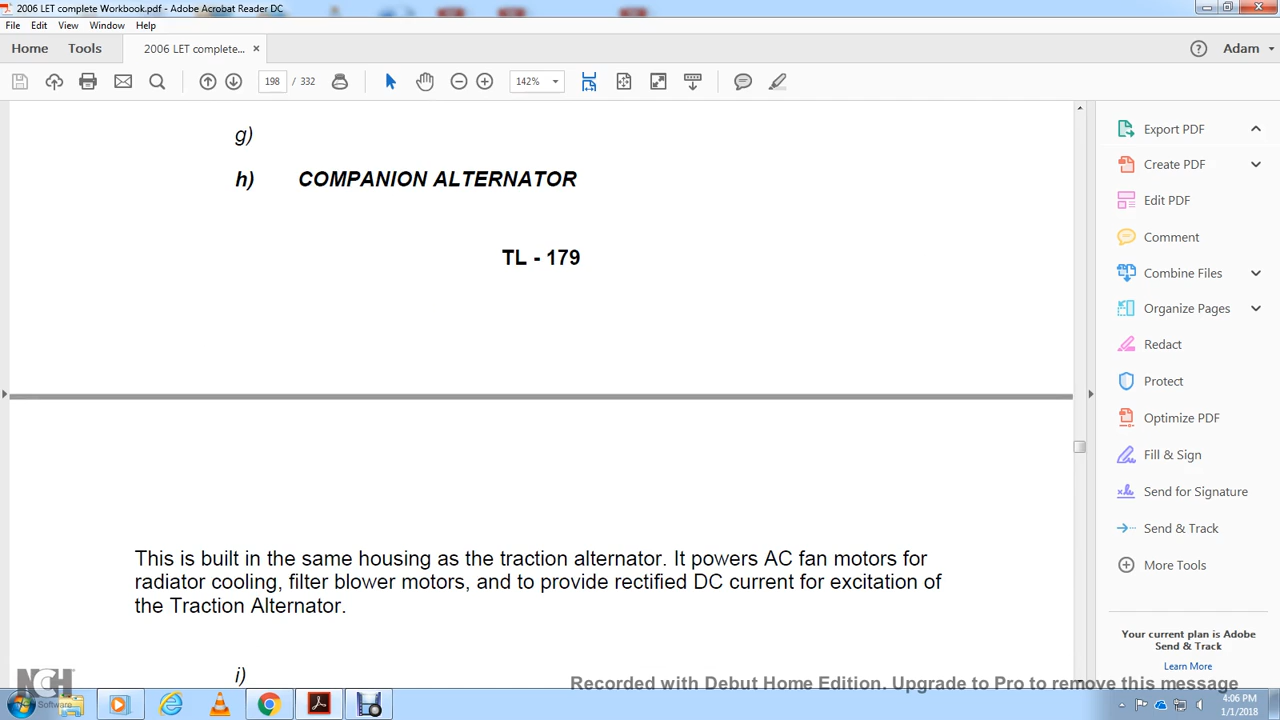 2006 LET complete Workbook.pdf - Adobe Acrobat Reader DC
File Edit View Window Help
Home Tools 2006 LET complete... × Adam
198 / 332 142%
g)
h) COMPANION ALTERNATOR
TL - 179
This is built in the same housing as the traction alternator. It powers AC fan motors for
radiator cooling, filter blower motors, and to provide rectified DC current for excitation of
the Traction Alternator.
i)
Export PDF
Create PDF
Edit PDF
Comment
Combine Files
Organize Pages
Redact
Protect
Optimize PDF
Fill & Sign
Send for Signature
Send & Track
More Tools
Your current plan is Adobe
Send & Track
Learn More
NCH Software
Recorded with Debut Home Edition. Upgrade to Pro to remove this message
4:06 PM
1/1/2018